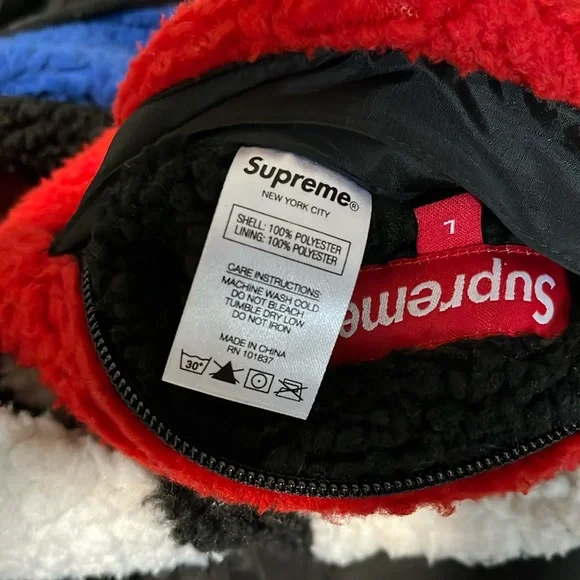 Supreme®
NEW YORK CITY
SHELL: 100% POLYESTER
LINING: 100% POLYESTER
CARE INSTRUCTIONS:
MACHINE WASH COLD
DO NOT BLEACH
TUMBLE DRY LOW
DO NOT IRON
MADE IN CHINA
RN 101837
30°
L
Supreme